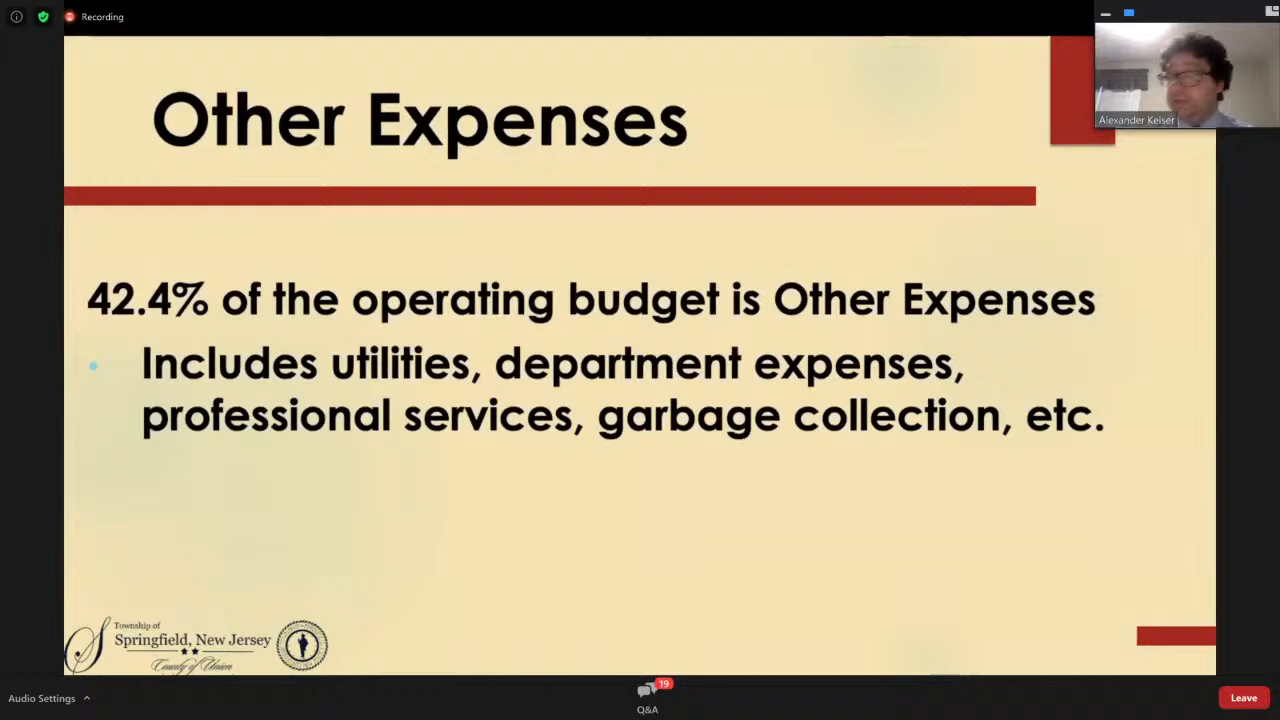 Recording
Alexander Keiser
Other Expenses
42.4% of the operating budget is Other Expenses
• Includes utilities, department expenses,
professional services, garbage collection, etc.
Township of
Springfield, New Jersey
County of Union
Audio Settings
19
Q&A
Leave